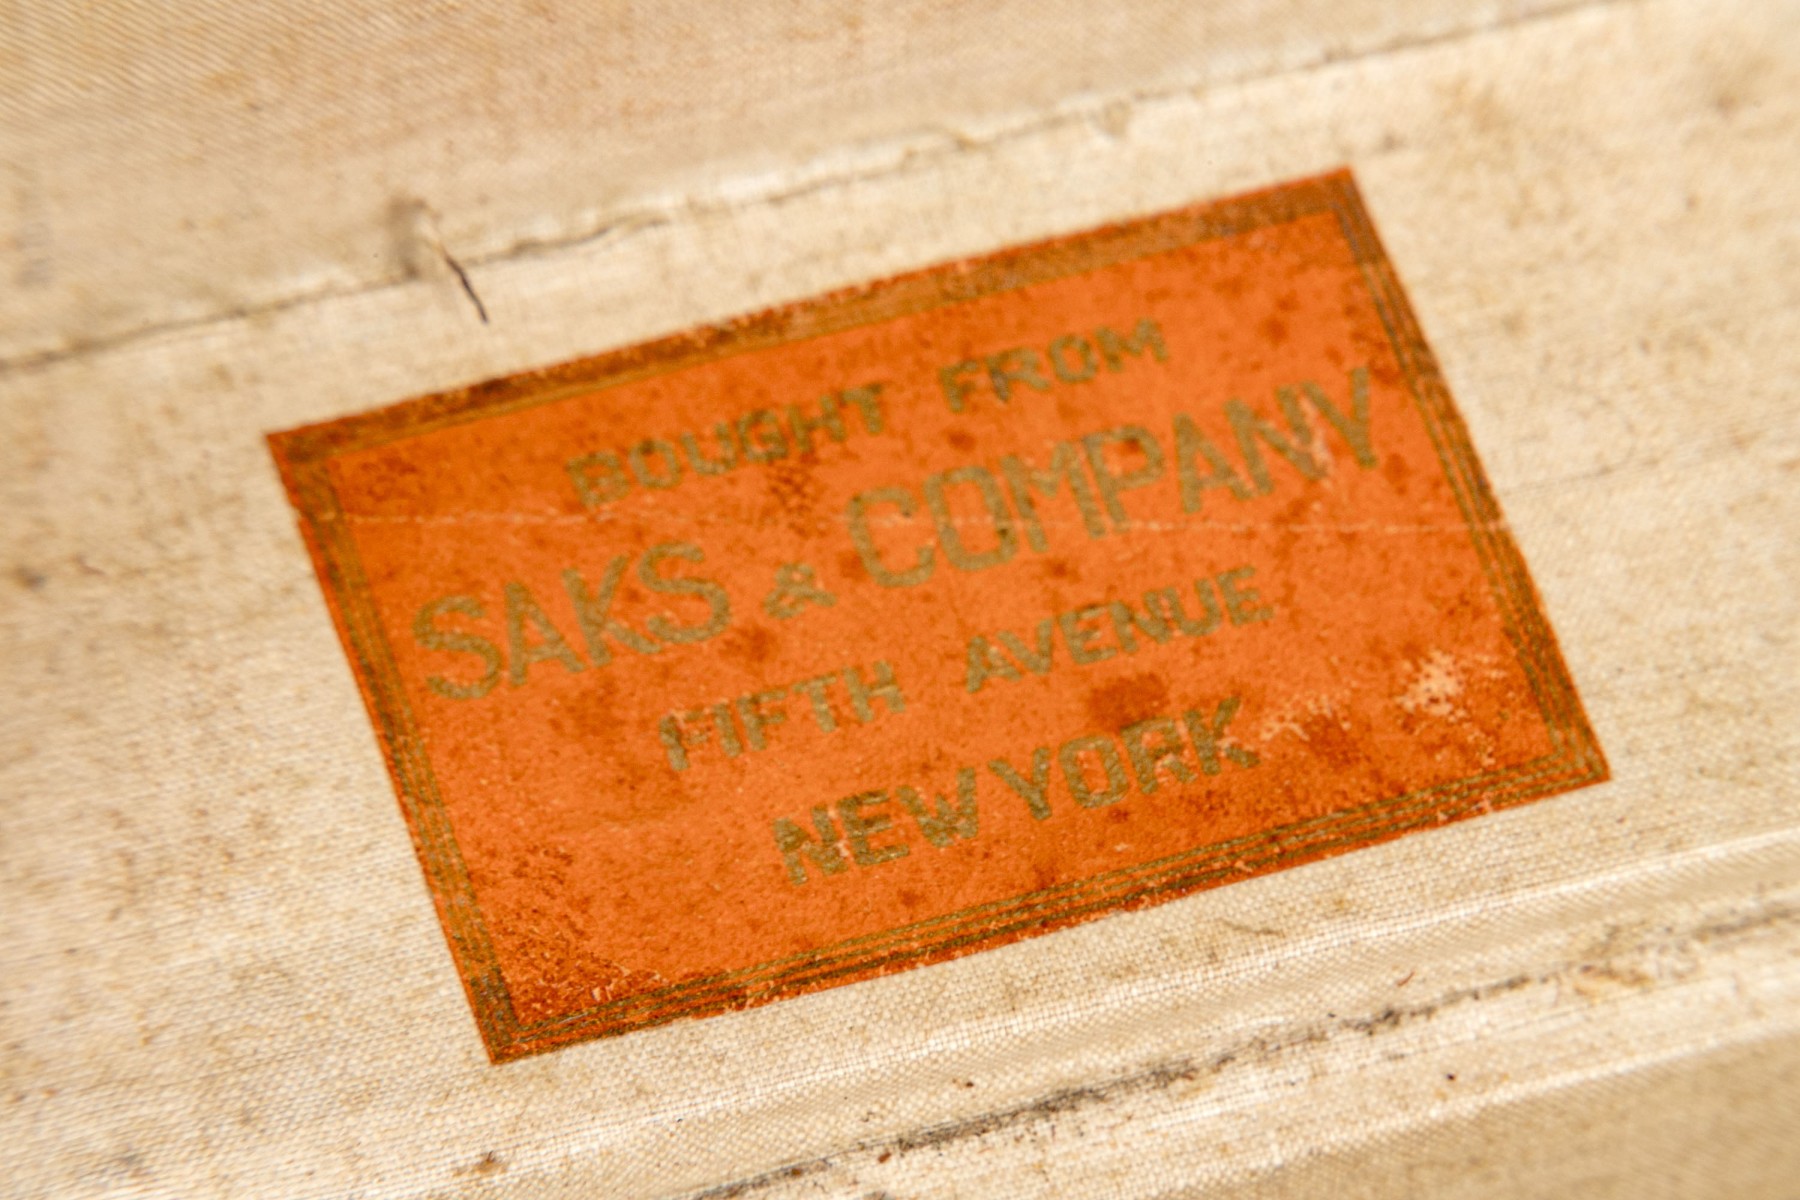 BOUGHT FROM
SAKS & COMPANY
FIFTH AVENUE
NEW YORK